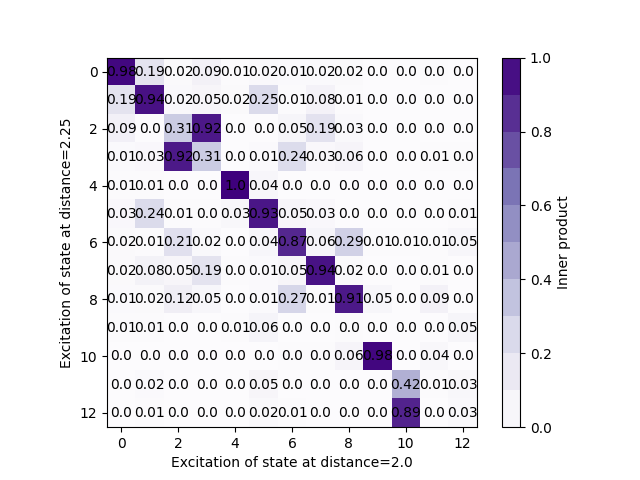 0 0.98 0.19 0.02 0.09 0.01 0.02 0.01 0.02 0.02 0.0 0.0 0.0 0.0
0.19 0.94 0.02 0.05 0.02 0.25 0.01 0.08 0.01 0.0 0.0 0.0 0.0
2 0.09 0.0 0.31 0.92 0.0 0.0 0.05 0.19 0.03 0.0 0.0 0.0 0.0
0.01 0.03 0.92 0.31 0.0 0.01 0.24 0.03 0.06 0.0 0.0 0.01 0.0
4 0.01 0.01 0.0 0.0 1.0 0.04 0.0 0.0 0.0 0.0 0.0 0.0 0.0
0.03 0.24 0.01 0.0 0.03 0.93 0.05 0.03 0.0 0.0 0.0 0.0 0.01
6 0.02 0.01 0.21 0.02 0.0 0.04 0.87 0.06 0.29 0.01 0.01 0.01 0.05
0.02 0.08 0.05 0.19 0.0 0.01 0.05 0.94 0.02 0.0 0.0 0.01 0.0
8 0.01 0.02 0.12 0.05 0.0 0.01 0.27 0.01 0.91 0.05 0.0 0.09 0.0
0.01 0.01 0.0 0.0 0.01 0.06 0.0 0.0 0.0 0.0 0.0 0.0 0.05
10 0.0 0.0 0.0 0.0 0.0 0.0 0.0 0.0 0.06 0.98 0.0 0.04 0.0
0.0 0.02 0.0 0.0 0.0 0.05 0.0 0.0 0.0 0.0 0.42 0.01 0.03
12 0.0 0.01 0.0 0.0 0.0 0.02 0.01 0.0 0.0 0.0 0.89 0.0 0.03
0 2 4 6 8 10 12
Excitation of state at distance=2.0
Excitation of state at distance=2.25
1.0
0.8
0.6
0.4
0.2
0.0
Inner product